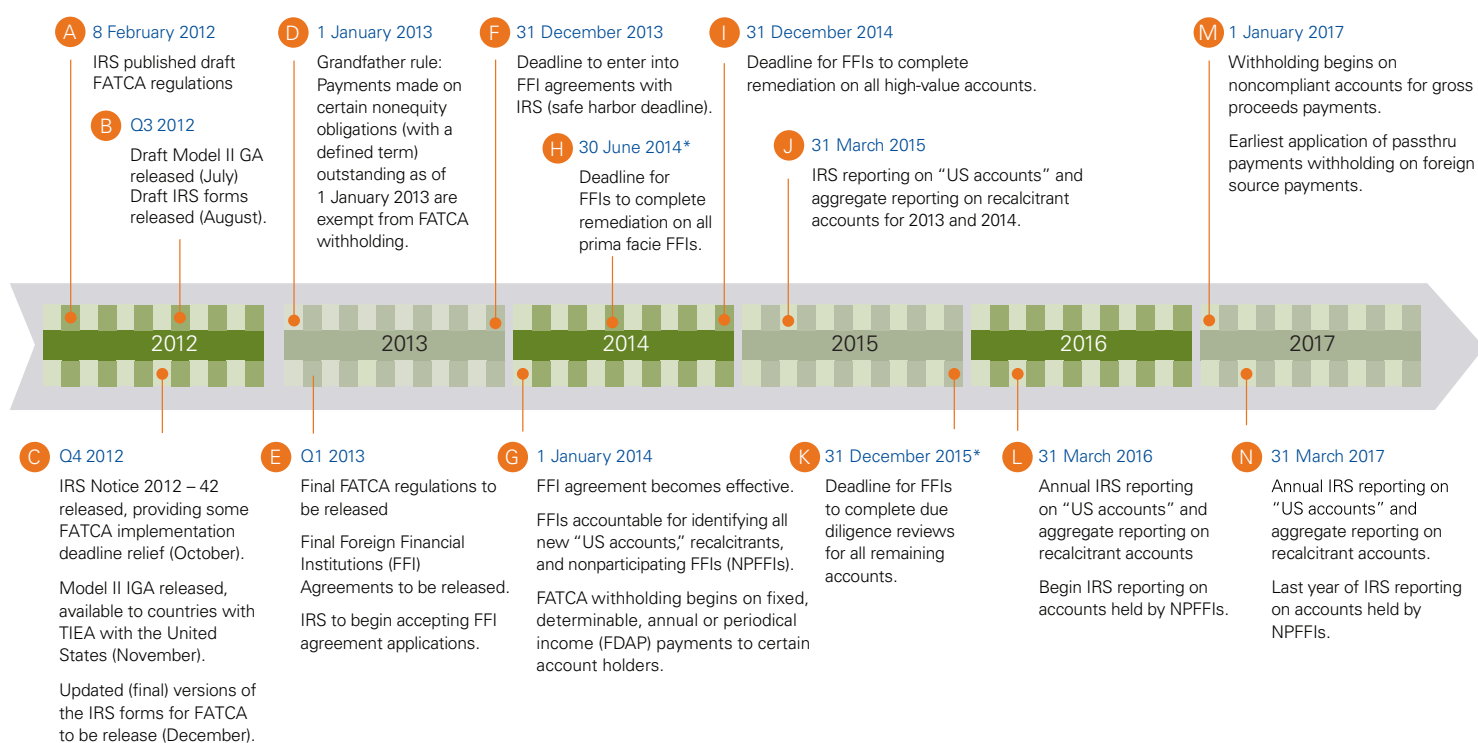 A 8 February 2012
IRS published draft
FATCA regulations
B Q3 2012
Draft Model II GA
released (July)
Draft IRS forms
released (August).
D 1 January 2013
Grandfather rule:
Payments made on
certain nonequity
obligations (with a
defined term)
outstanding as of
1 January 2013 are
exempt from FATCA
withholding.
F 31 December 2013
Deadline to enter into
FFI agreements with
IRS (safe harbor deadline).
H 30 June 2014*
Deadline for
FFIs to complete
remediation on all
prima facie FFIs.
I 31 December 2014
Deadline for FFIs to complete
remediation on all high-value accounts.
J 31 March 2015
IRS reporting on “US accounts” and
aggregate reporting on recalcitrant
accounts for 2013 and 2014.
M 1 January 2017
Withholding begins on
noncompliant accounts for gross
proceeds payments.
Earliest application of passthru
payments withholding on foreign
source payments.
2012 2013 2014 2015 2016 2017
C Q4 2012
IRS Notice 2012 – 42
released, providing some
FATCA implementation
deadline relief (October).
Model II IGA released,
available to countries with
TIEA with the United
States (November).
Updated (final) versions of
the IRS forms for FATCA
to be release (December).
E Q1 2013
Final FATCA regulations to
be released
Final Foreign Financial
Institutions (FFI)
Agreements to be released.
IRS to begin accepting FFI
agreement applications.
G 1 January 2014
FFI agreement becomes effective.
FFIs accountable for identifying all
new “US accounts,” recalcitrants,
and nonparticipating FFIs (NPFFIs).
FATCA withholding begins on fixed,
determinable, annual or periodical
income (FDAP) payments to certain
account holders.
K 31 December 2015*
Deadline for FFIs
to complete due
diligence reviews
for all remaining
accounts.
L 31 March 2016
Annual IRS reporting
on “US accounts” and
aggregate reporting on
recalcitrant accounts
Begin IRS reporting on
accounts held by NPFFIs.
N 31 March 2017
Annual IRS reporting on
“US accounts” and
aggregate reporting on
recalcitrant accounts.
Last year of IRS reporting
on accounts held by
NPFFIs.